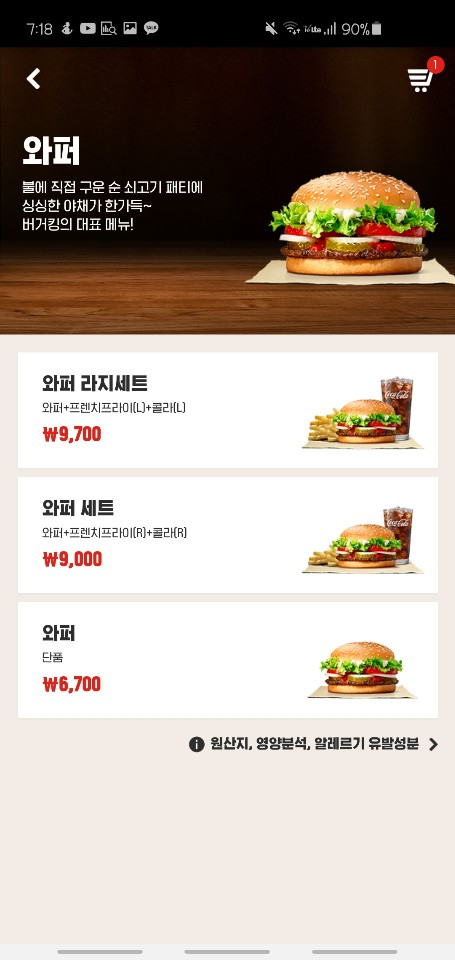 7:18
90%
1
와퍼
불에 직접 구운 순 쇠고기 패티에
싱싱한 야채가 한가득~
버거킹의 대표 메뉴!
와퍼 라지세트
와퍼+프렌치프라이(L)+콜라(L)
₩9,700
Coca-Cola
와퍼 세트
와퍼+프렌치프라이(R)+콜라(R)
₩9,000
Coca-Cola
와퍼
단품
₩6,700
원산지, 영양분석, 알레르기 유발성분